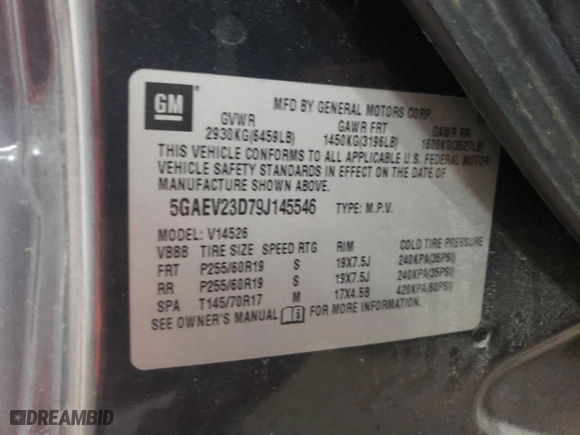 GM
MFD BY GENERAL MOTORS CORP
GVWR GAWR FRT GAWR RR
2930KG(6459LB) 1450KG(3196LB) 1600KG(3527LB)
THIS VEHICLE CONFORMS TO ALL APPLICABLE U.S. FEDERAL MOTOR
VEHICLE SAFETY STANDARDS IN EFFECT ON THE DATE OF
MANUFACTURE SHOWN ABOVE.
5GAEV23D79J145546 TYPE: M.P.V.
MODEL: V14526
VBBB TIRE SIZE SPEED RTG RIM COLD TIRE PRESSURE
FRT P255/60R19 S 19X7.5J 240KPA(35PSI)
RR P255/60R19 S 19X7.5J 240KPA(35PSI)
SPA T145/70R17 M 17X4.5B 420KPA(60PSI)
SEE OWNER'S MANUAL FOR MORE INFORMATION.
DREAMBID